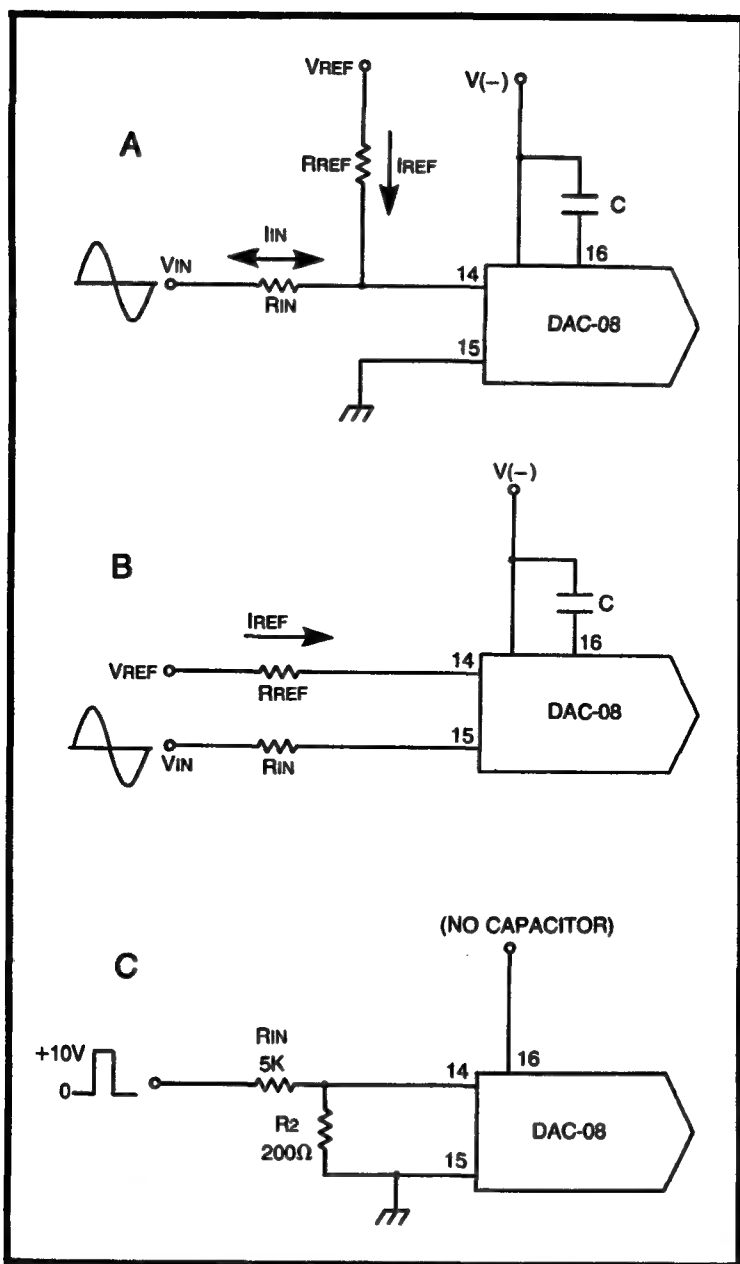 A
VREF
V(−)
RREF
IREF
C
IIN
16
VIN
RIN
14
DAC-08
15
B
V(−)
C
IREF
16
VREF
RREF
14
DAC-08
VIN
RIN
15
C
(NO CAPACITOR)
+10V
0
RIN
5K
16
14
R2
200Ω
DAC-08
15